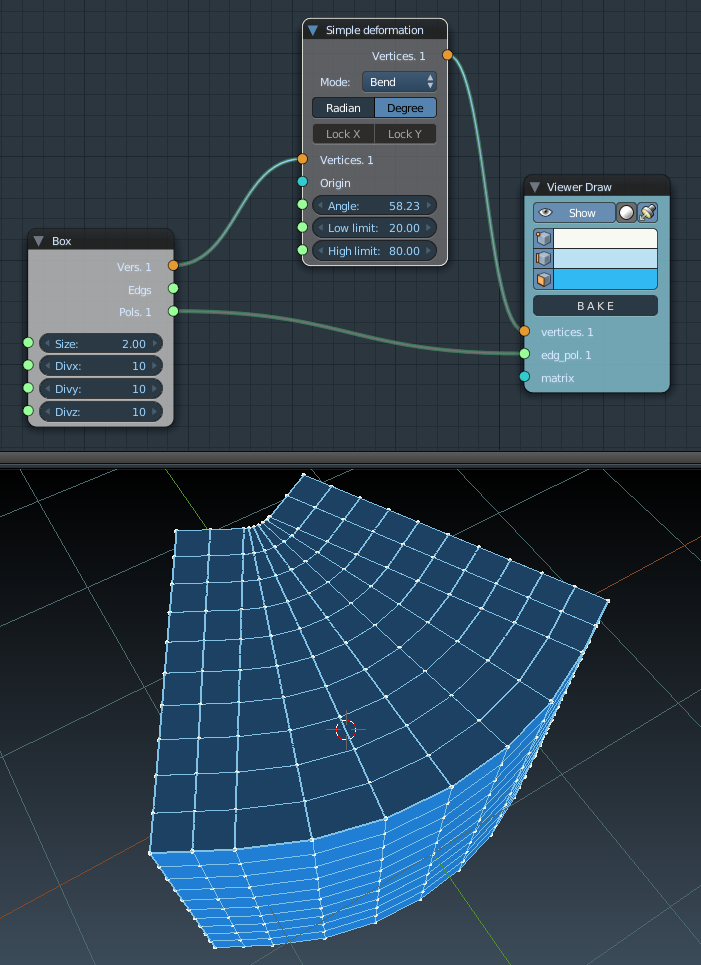 Simple deformation
Vertices. 1
Mode: Bend
Radian Degree
Lock X Lock Y
Vertices. 1
Origin
Angle: 58.23
Low limit: 20.00
High limit: 80.00
Viewer Draw
Show
BAKE
vertices. 1
edg_pol. 1
matrix
Box
Vers. 1
Edgs
Pols. 1
Size: 2.00
Divx: 10
Divy: 10
Divz: 10